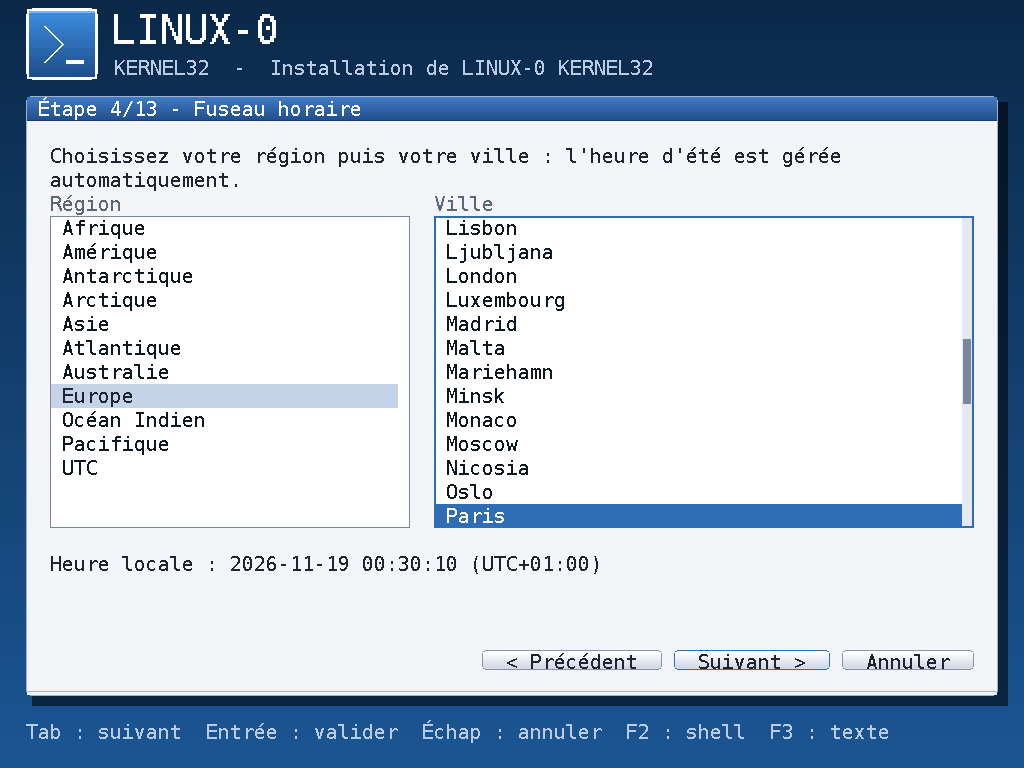 LINUX-0
KERNEL32  -  Installation de LINUX-0 KERNEL32
Étape 4/13 - Fuseau horaire
Choisissez votre région puis votre ville : l'heure d'été est gérée
automatiquement.
Région
Afrique
Amérique
Antarctique
Arctique
Asie
Atlantique
Australie
Europe
Océan Indien
Pacifique
UTC
Ville
Lisbon
Ljubljana
London
Luxembourg
Madrid
Malta
Mariehamn
Minsk
Monaco
Moscow
Nicosia
Oslo
Paris
Heure locale : 2026-11-19 00:30:10 (UTC+01:00)
< Précédent  Suivant >  Annuler
Tab : suivant  Entrée : valider  Échap : annuler  F2 : shell  F3 : texte